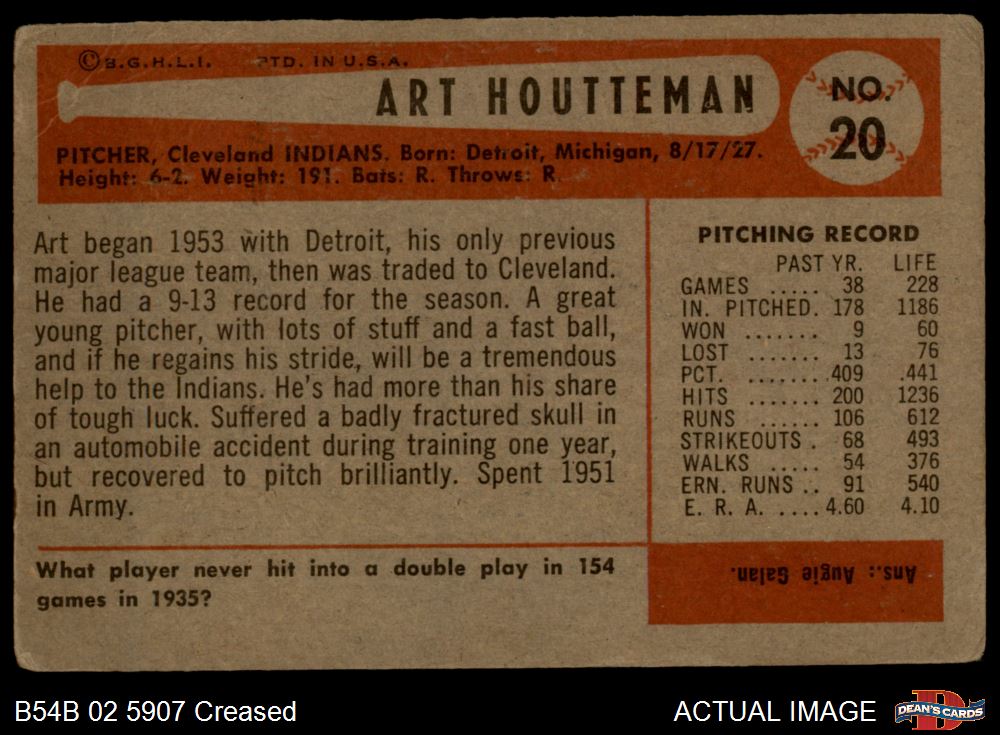 ©B.G.H.L.I. PTD. IN U.S.A.
ART HOUTTEMAN
NO.
20
PITCHER, Cleveland INDIANS. Born: Detroit, Michigan, 8/17/27.
Height: 6-2. Weight: 191. Bats: R. Throws: R.
Art began 1953 with Detroit, his only previous
major league team, then was traded to Cleveland.
He had a 9-13 record for the season. A great
young pitcher, with lots of stuff and a fast ball,
and if he regains his stride, will be a tremendous
help to the Indians. He's had more than his share
of tough luck. Suffered a badly fractured skull in
an automobile accident during training one year,
but recovered to pitch brilliantly. Spent 1951
in Army.
PITCHING RECORD
PAST YR. LIFE
GAMES ..... 38 228
IN. PITCHED. 178 1186
WON ....... 9 60
LOST ....... 13 76
PCT. ....... .409 .441
HITS ....... 200 1236
RUNS ...... 106 612
STRIKEOUTS . 68 493
WALKS ..... 54 376
ERN. RUNS .. 91 540
E. R. A. .... 4.60 4.10
What player never hit into a double play in 154
games in 1935?
Ans.: Augie Galan.
B54B 02 5907 Creased
ACTUAL IMAGE
D
DEAN'S CARDS